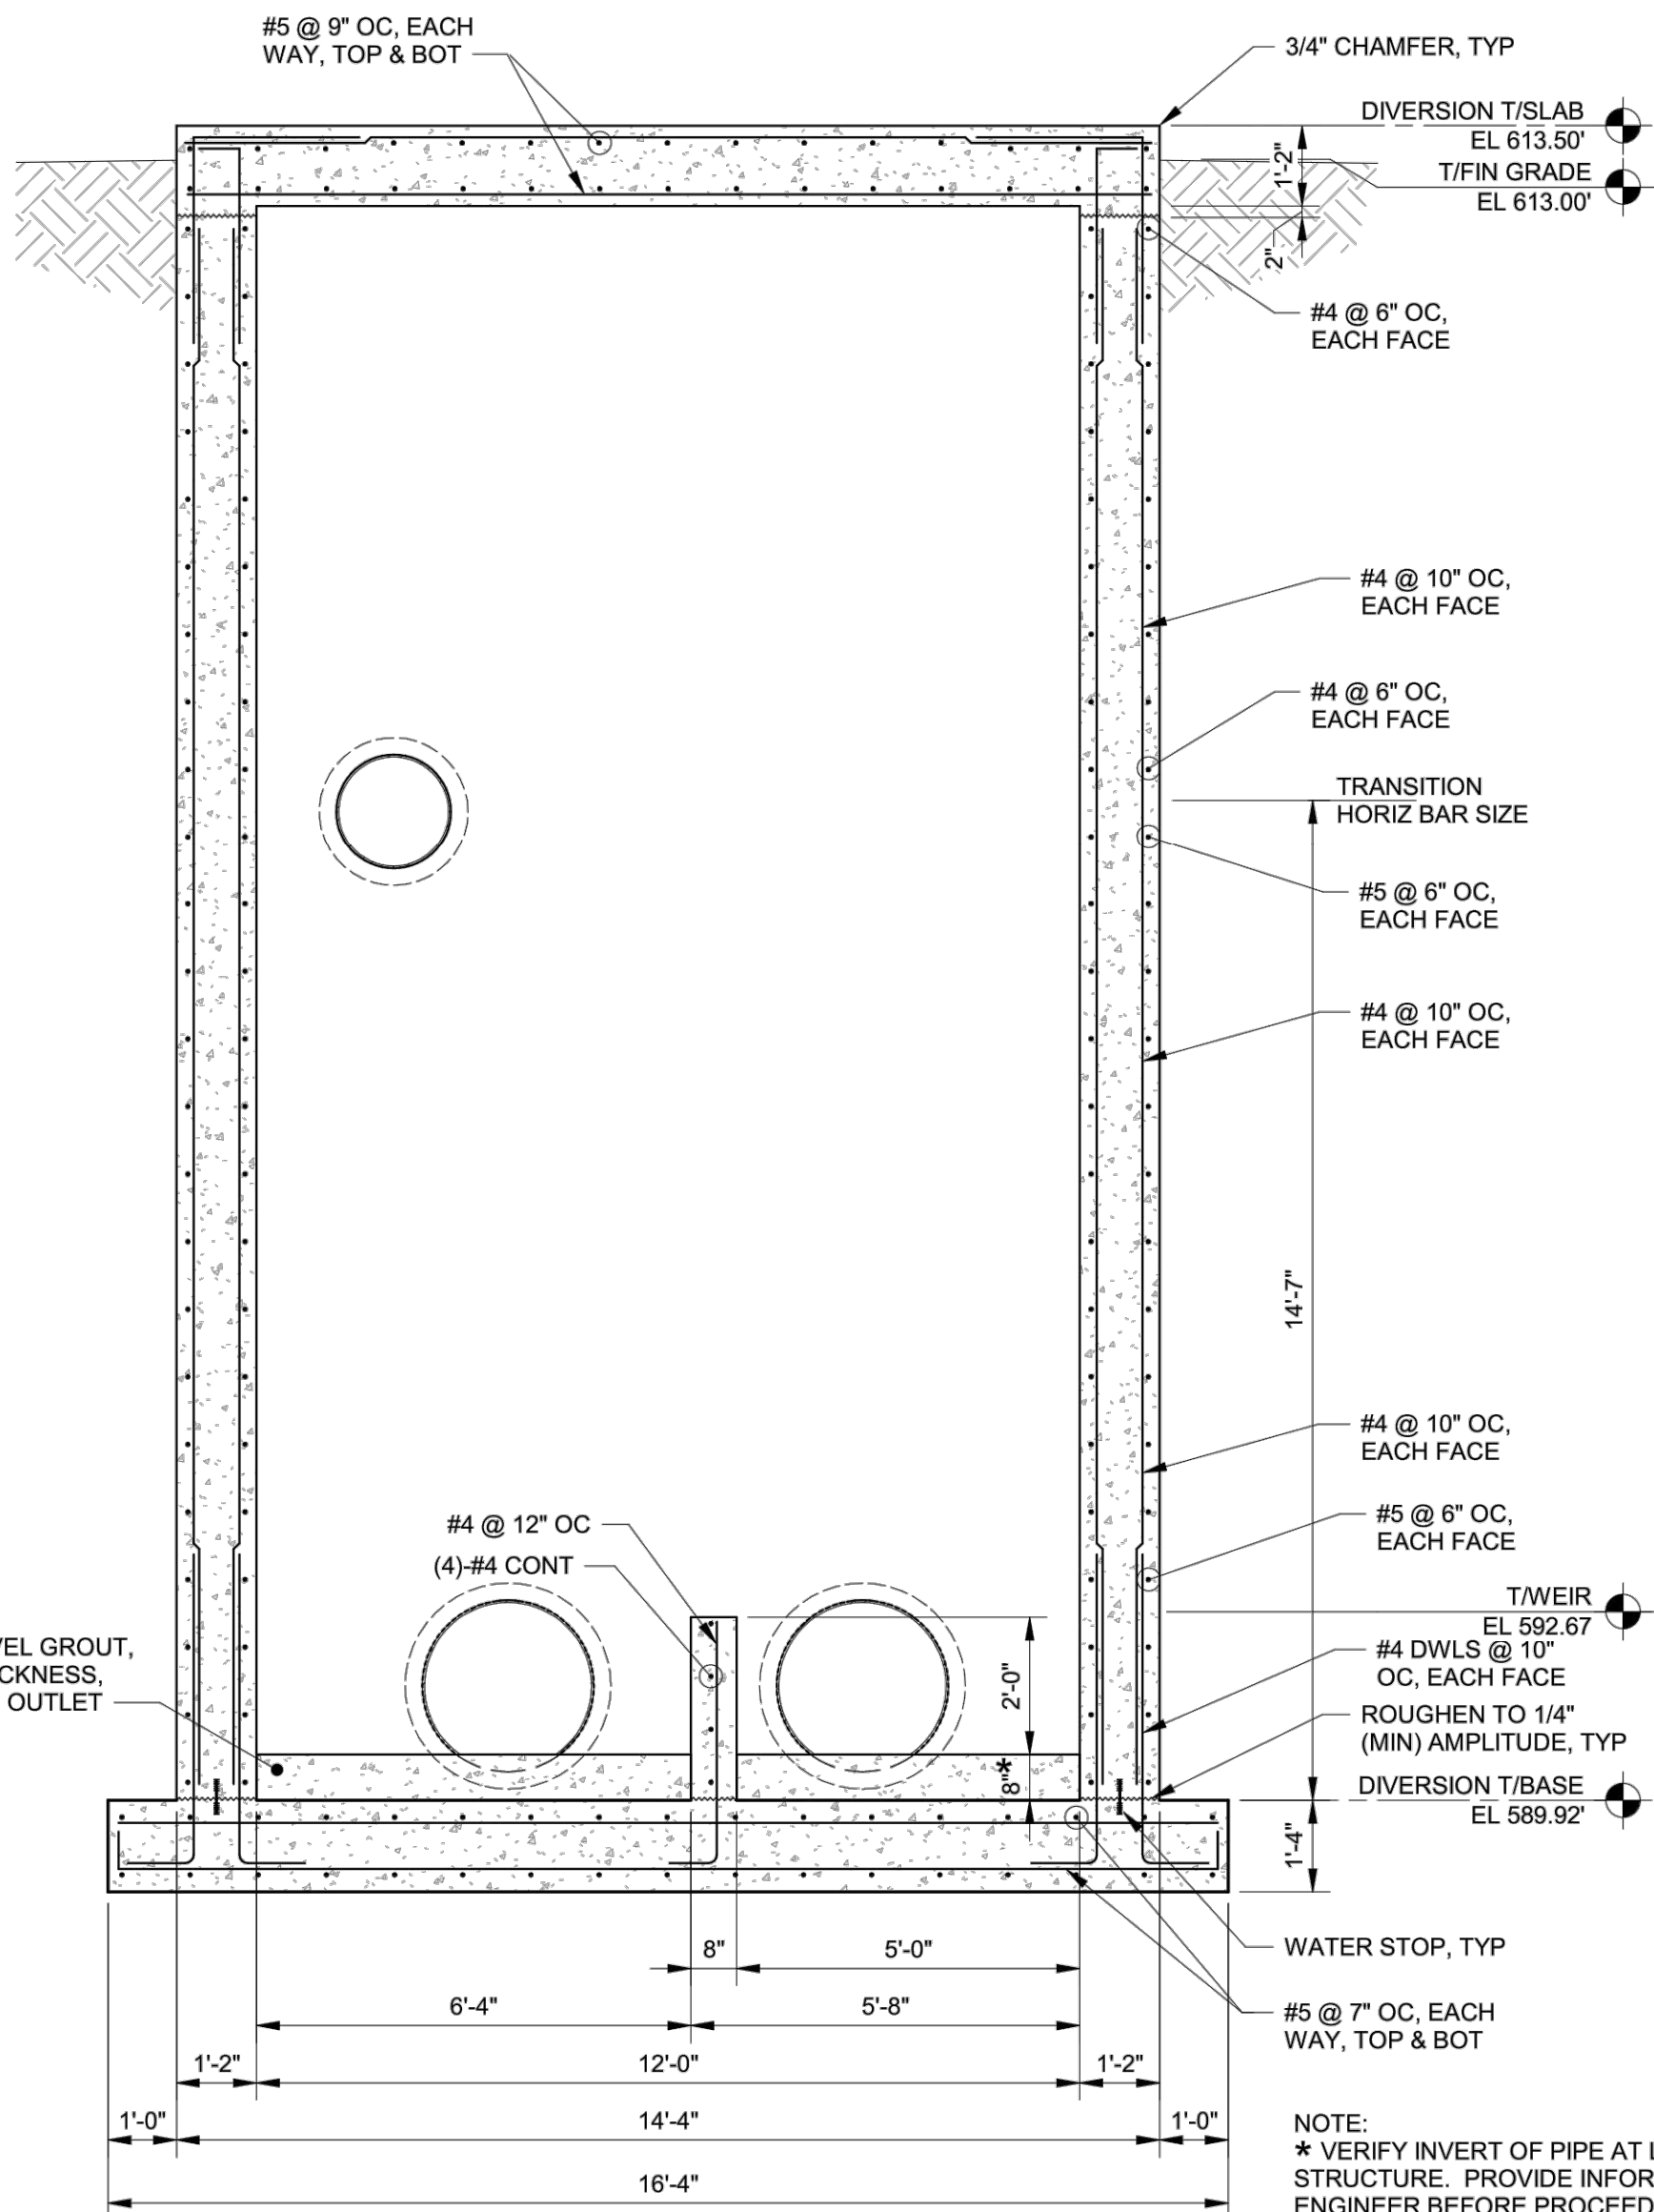 #5 @ 9" OC, EACH
WAY, TOP & BOT
3/4" CHAMFER, TYP
DIVERSION T/SLAB
EL 613.50'
T/FIN GRADE
EL 613.00'
1'-2"
2"
#4 @ 6" OC,
EACH FACE
#4 @ 10" OC,
EACH FACE
#4 @ 6" OC,
EACH FACE
TRANSITION
HORIZ BAR SIZE
#5 @ 6" OC,
EACH FACE
#4 @ 10" OC,
EACH FACE
14'-7"
#4 @ 10" OC,
EACH FACE
#4 @ 12" OC
(4)-#4 CONT
#5 @ 6" OC,
EACH FACE
T/WEIR
EL 592.67
VEL GROUT,
CKNESS,
OUTLET
2'-0"
#4 DWLS @ 10"
OC, EACH FACE
ROUGHEN TO 1/4"
(MIN) AMPLITUDE, TYP
8"*
DIVERSION T/BASE
EL 589.92'
1'-4"
WATER STOP, TYP
8"
5'-0"
6'-4"
5'-8"
#5 @ 7" OC, EACH
WAY, TOP & BOT
1'-2"
12'-0"
1'-2"
1'-0"
14'-4"
1'-0"
16'-4"
NOTE:
* VERIFY INVERT OF PIPE AT
STRUCTURE. PROVIDE INFOR
ENGINEER BEFORE PROCEED